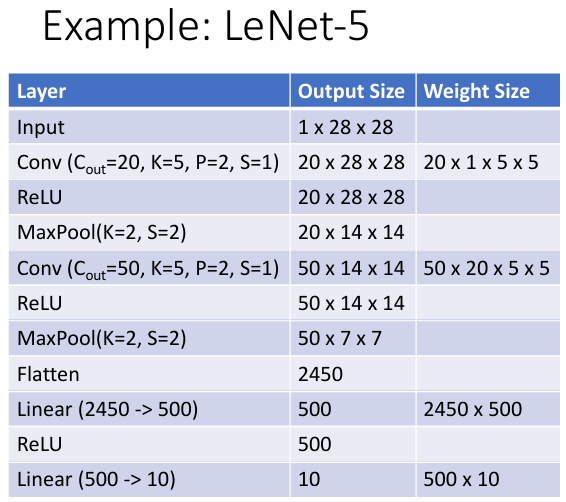 Example: LeNet-5
Layer Output Size Weight Size
Input 1 x 28 x 28
Conv (Cout=20, K=5, P=2, S=1) 20 x 28 x 28 20 x 1 x 5 x 5
ReLU 20 x 28 x 28
MaxPool(K=2, S=2) 20 x 14 x 14
Conv (Cout=50, K=5, P=2, S=1) 50 x 14 x 14 50 x 20 x 5 x 5
ReLU 50 x 14 x 14
MaxPool(K=2, S=2) 50 x 7 x 7
Flatten 2450
Linear (2450 -> 500) 500 2450 x 500
ReLU 500
Linear (500 -> 10) 10 500 x 10